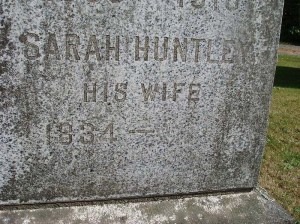 SARAH HUNTLEY
HIS WIFE
1834 —